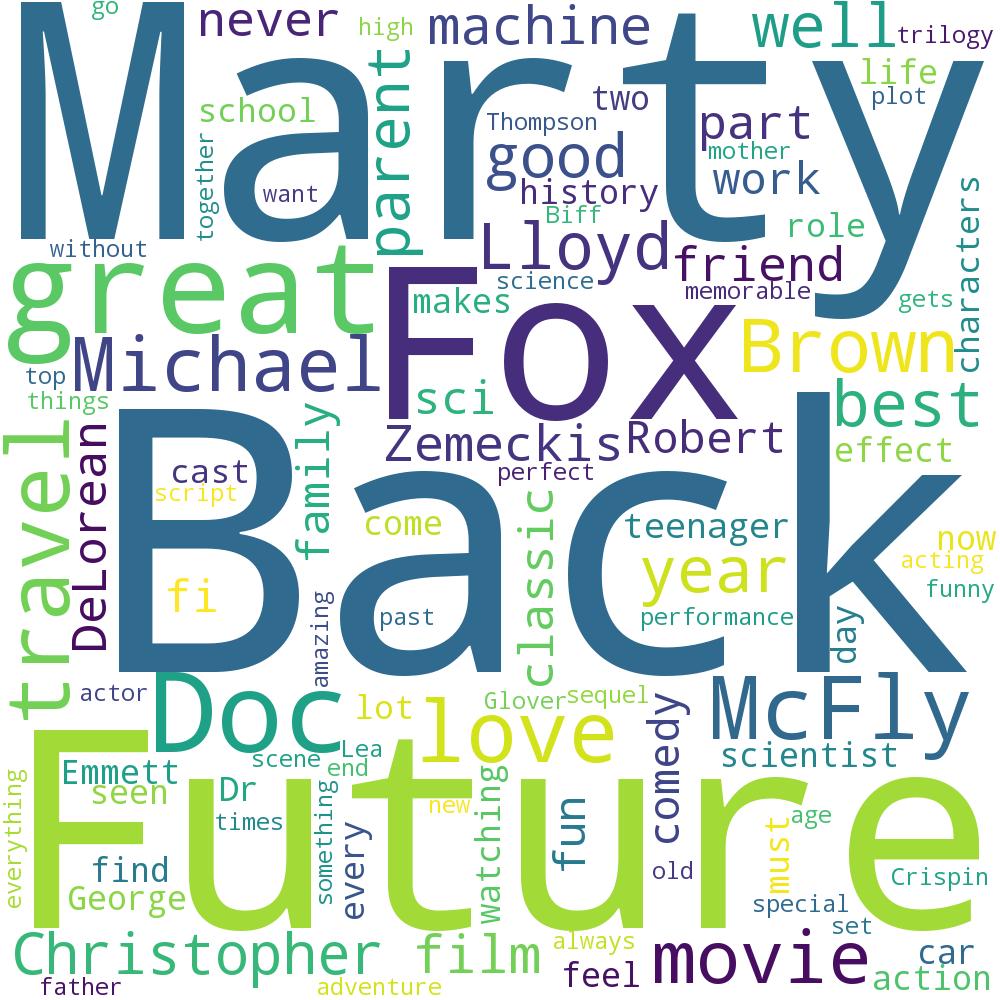 go
Marty
never
high
machine
well
trilogy
school
parent
two
life
plot
Thompson
part
together
good
mother
want
history
work
Biff
characters
without
Lloyd
role
great
friend
science
memorable
Fox
makes
gets
Michael
Brown
top
sci
best
things
travel
DeLorean
family
Zemeckis
Robert
effect
cast
perfect
Back
script
classic
come
teenager
now
year
acting
fi
amazing
past
performance
day
funny
actor
Doc
lot
Glover
sequel
love
comedy
McFly
scene
Lea
scientist
Emmett
end
seen
Dr
Future
everything
times
something
every
new
watching
fun
must
age
find
old
Crispin
George
special
set
Christopher
film
always
movie
car
feel
action
father
adventure